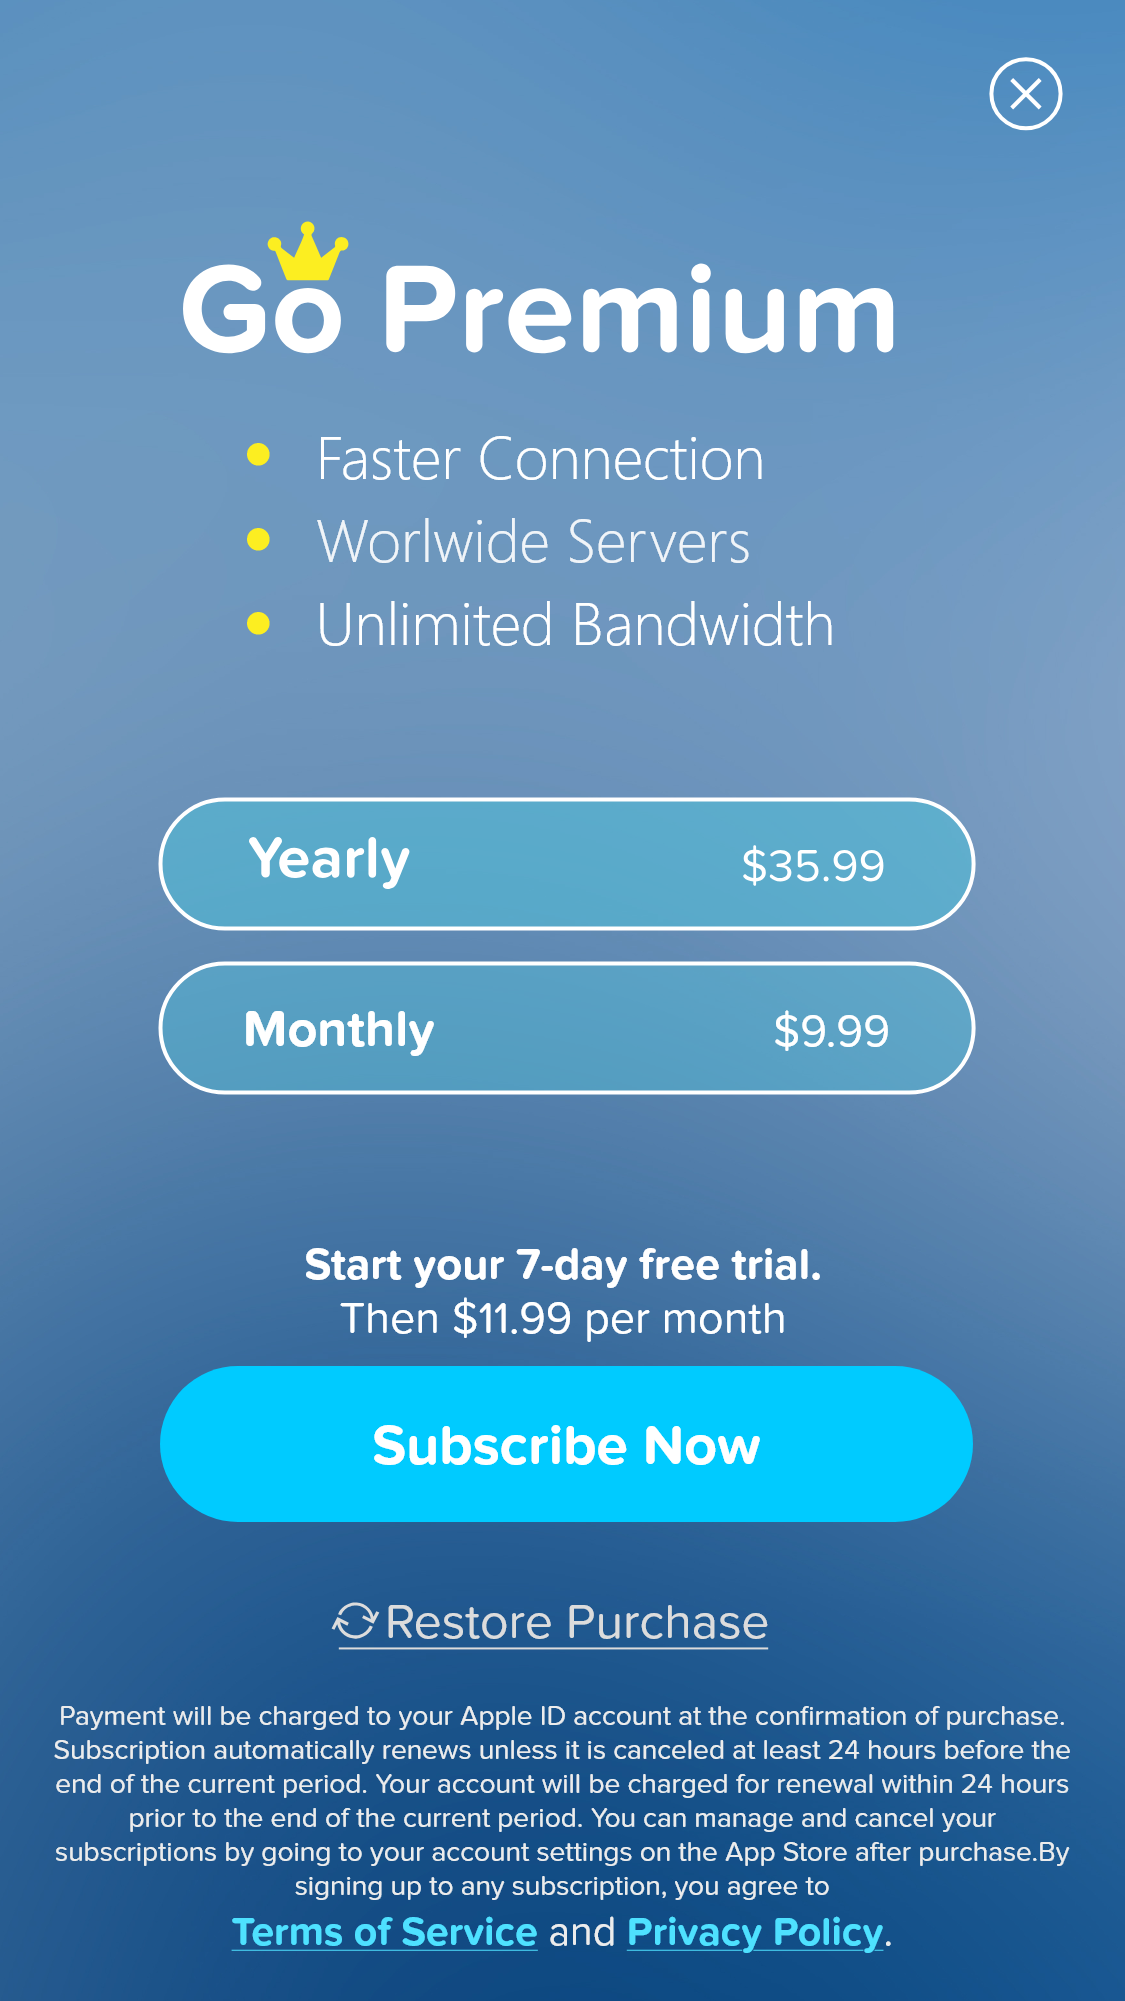 Go Premium
Faster Connection
Worlwide Servers
Unlimited Bandwidth
Yearly $35.99
Monthly $9.99
Start your 7-day free trial.
Then $11.99 per month
Subscribe Now
Restore Purchase
Payment will be charged to your Apple ID account at the confirmation of purchase.
Subscription automatically renews unless it is canceled at least 24 hours before the
end of the current period. Your account will be charged for renewal within 24 hours
prior to the end of the current period. You can manage and cancel your
subscriptions by going to your account settings on the App Store after purchase.By
signing up to any subscription, you agree to
Terms of Service and Privacy Policy.